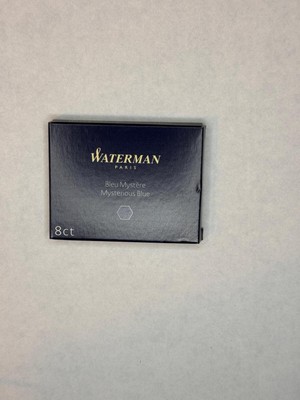 WATERMAN
PARIS
Bleu Mystère
Mysterious Blue
8ct